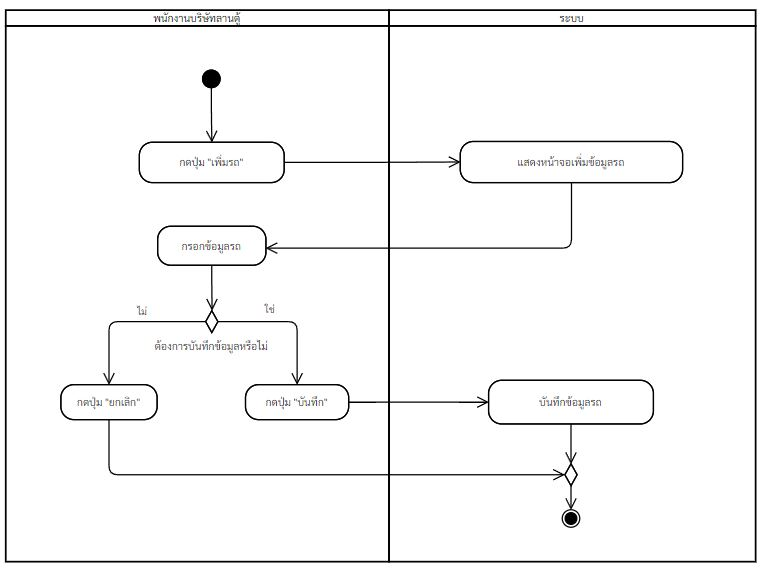 พนักงานบริษัทลานตู้
ระบบ
กดปุ่ม "เพิ่มรถ"
แสดงหน้าจอเพิ่มข้อมูลรถ
กรอกข้อมูลรถ
ไม่
ใช่
ต้องการบันทึกข้อมูลหรือไม่
กดปุ่ม "ยกเลิก"
กดปุ่ม "บันทึก"
บันทึกข้อมูลรถ